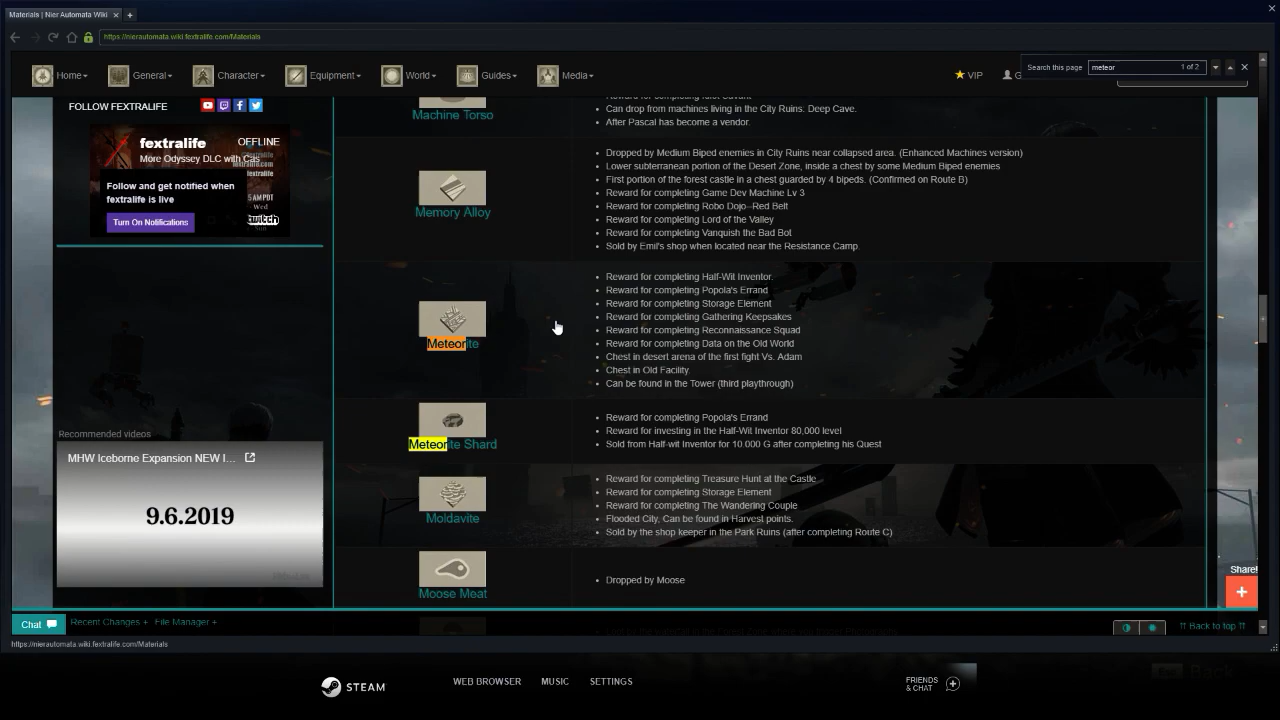 Materials | Nier Automata Wiki
https://nierautomata.wiki.fextralife.com/Materials
Home
General
Character
Equipment
World
Guides
Media
VIP
G
Search this page
meteor
1 of 2
FOLLOW FEXTRALIFE
fextralife
OFFLINE
More Odyssey DLC with Cas
Follow and get notified when
fextralife is live
Turn On Notifications
5 AM PDT
Wed
twitch
Recommended videos
MHW Iceborne Expansion NEW I...
9.6.2019
Machine Torso
Can drop from machines living in the City Ruins: Deep Cave.
After Pascal has become a vendor.
Memory Alloy
Dropped by Medium Biped enemies in City Ruins near collapsed area. (Enhanced Machines version)
Lower subterranean portion of the Desert Zone, inside a chest by some Medium Biped enemies
First portion of the forest castle in a chest guarded by 4 bipeds. (Confirmed on Route B)
Reward for completing Game Dev Machine Lv 3
Reward for completing Robo Dojo--Red Belt
Reward for completing Lord of the Valley
Reward for completing Vanquish the Bad Bot
Sold by Emil's shop when located near the Resistance Camp.
Meteorite
Reward for completing Half-Wit Inventor.
Reward for completing Popola's Errand
Reward for completing Storage Element
Reward for completing Gathering Keepsakes
Reward for completing Reconnaissance Squad
Reward for completing Data on the Old World
Chest in desert arena of the first fight Vs. Adam
Chest in Old Facility.
Can be found in the Tower (third playthrough)
Meteorite Shard
Reward for completing Popola's Errand
Reward for investing in the Half-Wit Inventor 80,000 level
Sold from Half-wit Inventor for 10 000 G after completing his Quest
Moldavite
Reward for completing Treasure Hunt at the Castle
Reward for completing Storage Element
Reward for completing The Wandering Couple
Flooded City, Can be found in Harvest points.
Sold by the shop keeper in the Park Ruins (after completing Route C)
Moose Meat
Dropped by Moose
Share!
Chat
Recent Changes +
File Manager +
⇈ Back to top ⇈
https://nierautomata.wiki.fextralife.com/Materials
STEAM
WEB BROWSER
MUSIC
SETTINGS
FRIENDS
& CHAT
Back